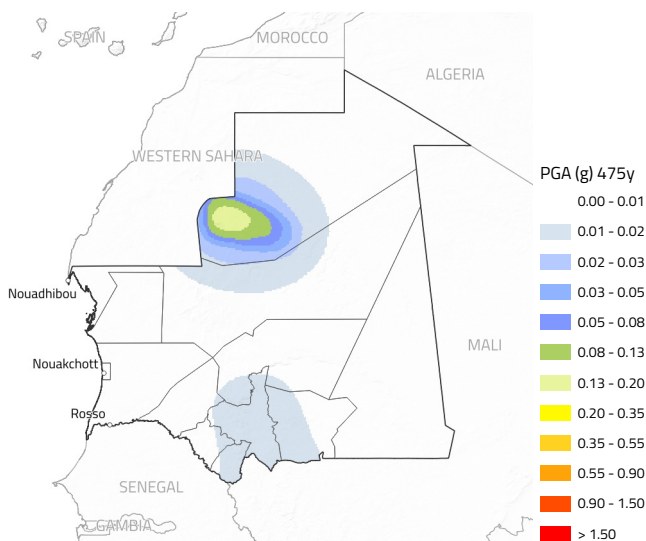 SPAIN
MOROCCO
ALGERIA
WESTERN SAHARA
Nouadhibou
Nouakchott
MALI
Rosso
SENEGAL
GAMBIA
PGA (g) 475y
0.00 - 0.01
0.01 - 0.02
0.02 - 0.03
0.03 - 0.05
0.05 - 0.08
0.08 - 0.13
0.13 - 0.20
0.20 - 0.35
0.35 - 0.55
0.55 - 0.90
0.90 - 1.50
> 1.50